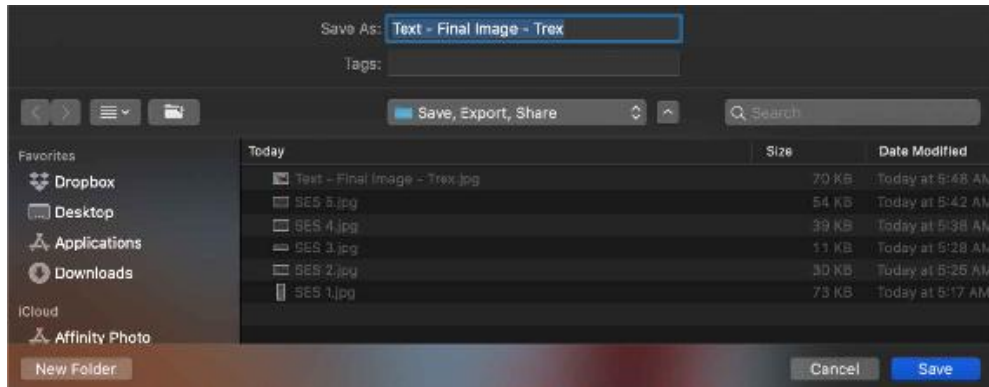 Save As: Text - Final Image - Trex
Tags:
Save, Export, Share
Search
Favorites
Today Size Date Modified
Dropbox
Text - Final Image - Trex.jpg 70 KB Today at 5:48 AM
Desktop
SES 5.jpg 54 KB Today at 5:42 AM
SES 4.jpg 39 KB Today at 5:38 AM
Applications
SES 3.jpg 11 KB Today at 5:28 AM
Downloads
SES 2.jpg 30 KB Today at 5:25 AM
SES 1.jpg 73 KB Today at 5:17 AM
iCloud
Affinity Photo
New Folder Cancel Save